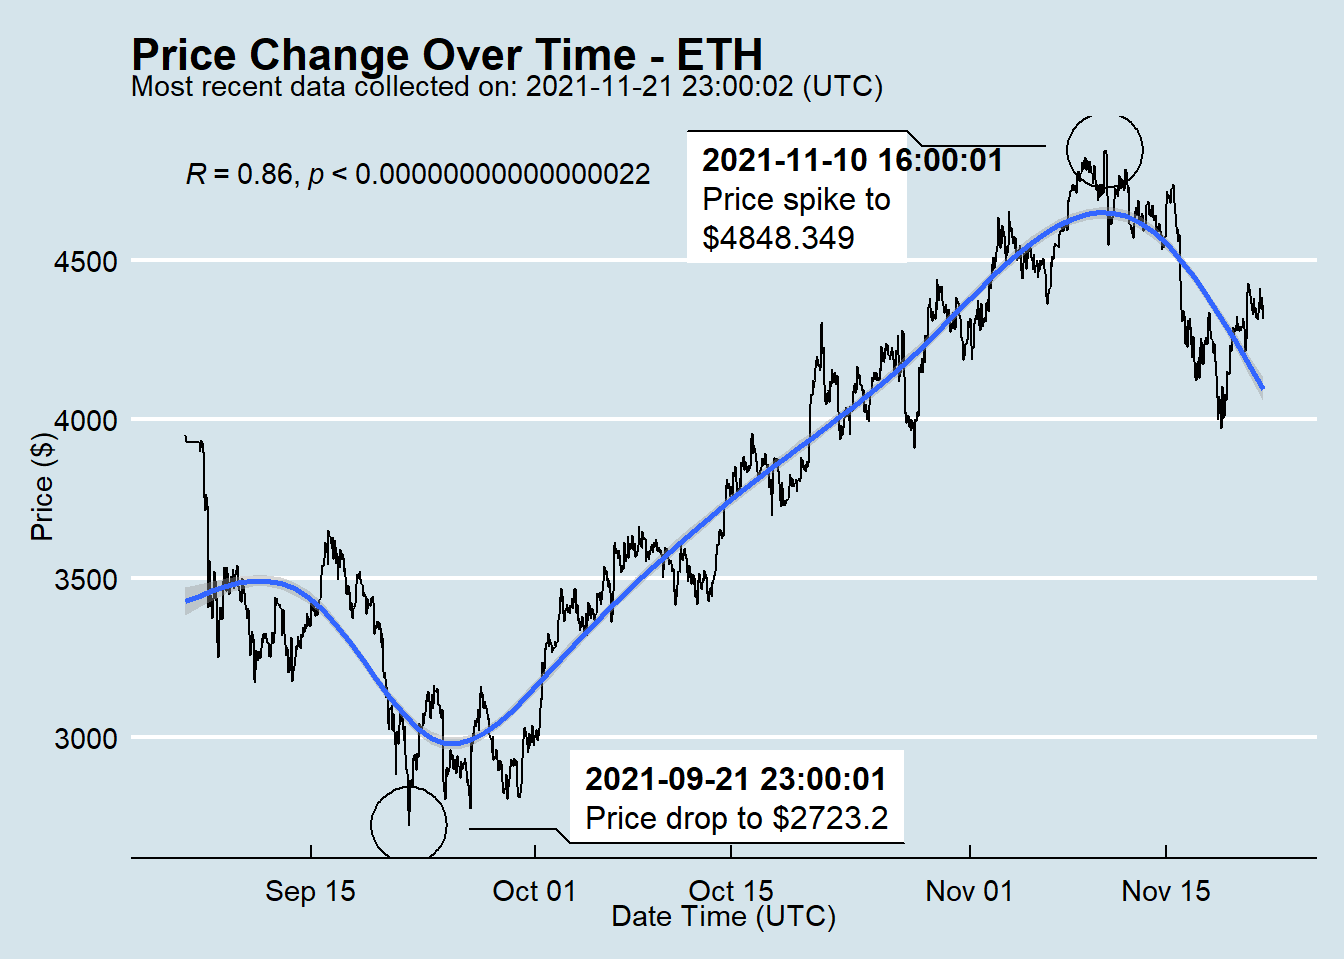 Price Change Over Time - ETH
Most recent data collected on: 2021-11-21 23:00:02 (UTC)
R = 0.86, p < 0.00000000000000022
2021-11-10 16:00:01
Price spike to
$4848.349
4500
4000
3500
3000
Price ($)
2021-09-21 23:00:01
Price drop to $2723.2
Sep 15
Oct 01
Oct 15
Nov 01
Nov 15
Date Time (UTC)